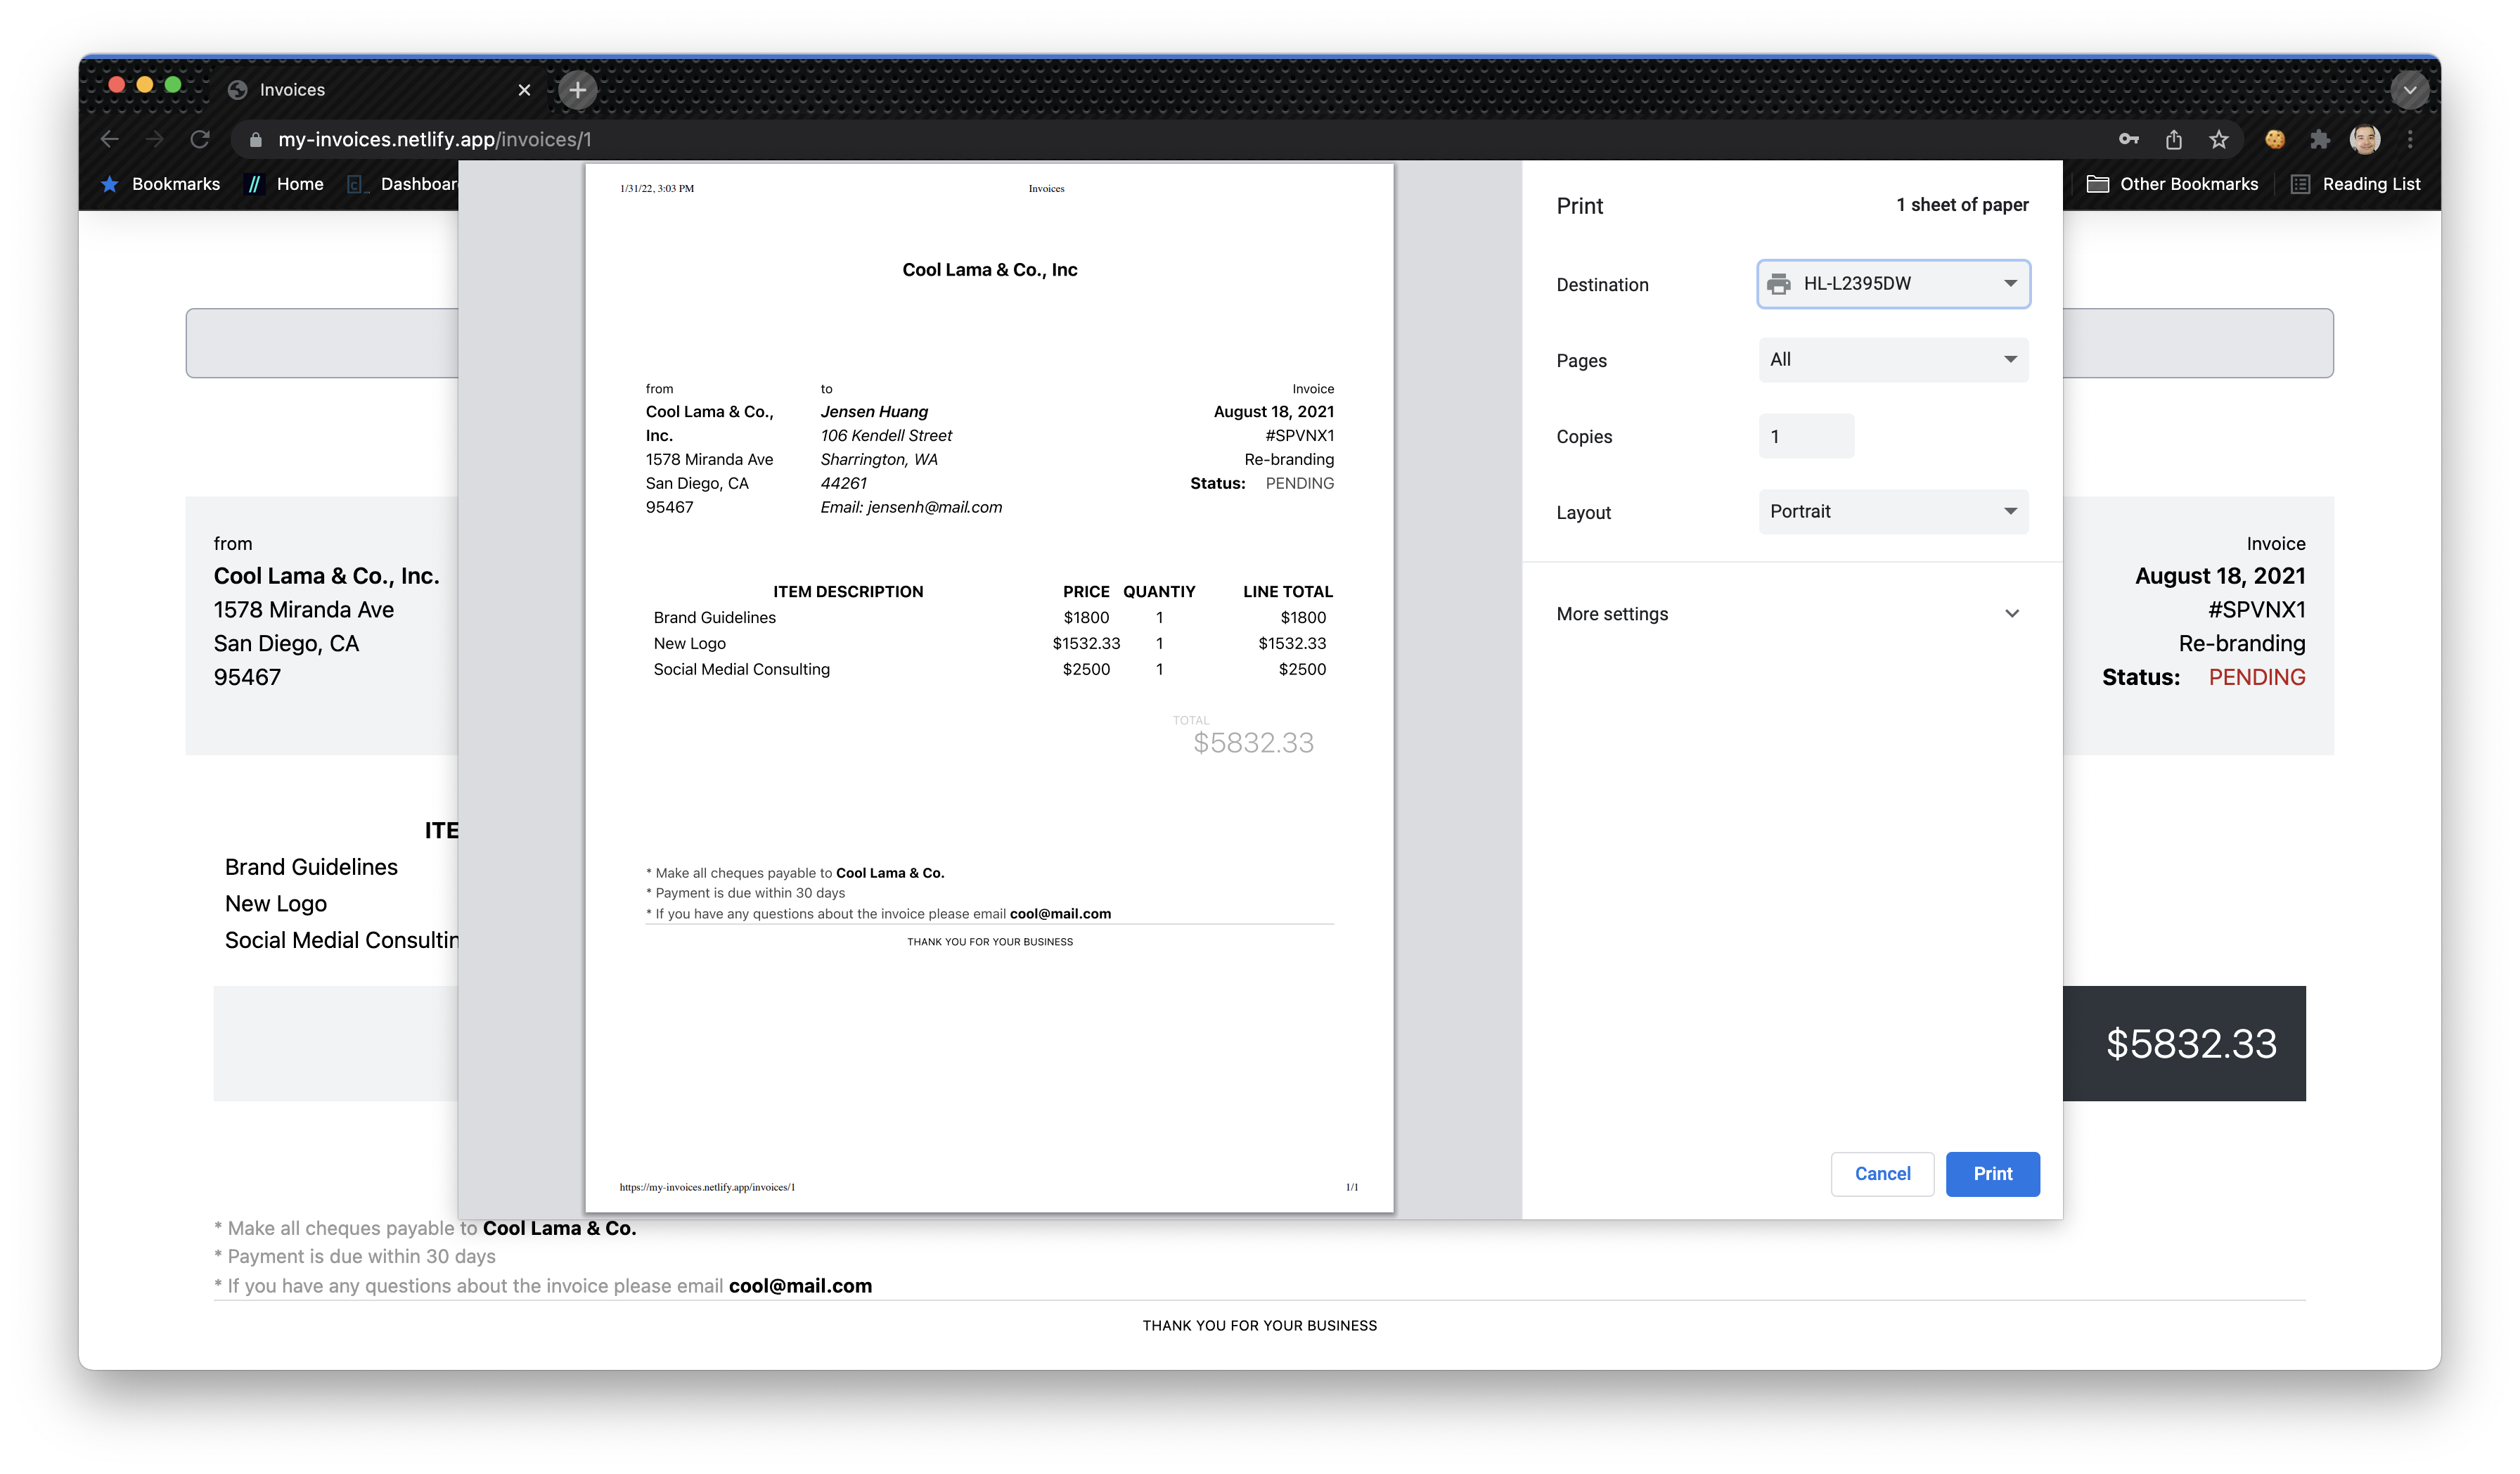 Invoices
my-invoices.netlify.app/invoices/1
Bookmarks
Home
Dashboar
Other Bookmarks
Reading List
from
Cool Lama & Co., Inc.
1578 Miranda Ave
San Diego, CA
95467
Invoice
August 18, 2021
#SPVNX1
Re-branding
Status: PENDING
ITE
Brand Guidelines
New Logo
Social Medial Consultin
$5832.33
* Make all cheques payable to Cool Lama & Co.
* Payment is due within 30 days
* If you have any questions about the invoice please email cool@mail.com
THANK YOU FOR YOUR BUSINESS
1/31/22, 3:03 PM
Invoices
Cool Lama & Co., Inc
from
Cool Lama & Co.,
Inc.
1578 Miranda Ave
San Diego, CA
95467
to
Jensen Huang
106 Kendell Street
Sharrington, WA
44261
Email: jensenh@mail.com
Invoice
August 18, 2021
#SPVNX1
Re-branding
Status: PENDING
ITEM DESCRIPTION PRICE QUANTIY LINE TOTAL
Brand Guidelines $1800 1 $1800
New Logo $1532.33 1 $1532.33
Social Medial Consulting $2500 1 $2500
TOTAL
$5832.33
* Make all cheques payable to Cool Lama & Co.
* Payment is due within 30 days
* If you have any questions about the invoice please email cool@mail.com
THANK YOU FOR YOUR BUSINESS
https://my-invoices.netlify.app/invoices/1
1/1
Print
1 sheet of paper
Destination HL-L2395DW
Pages All
Copies 1
Layout Portrait
More settings
Cancel
Print